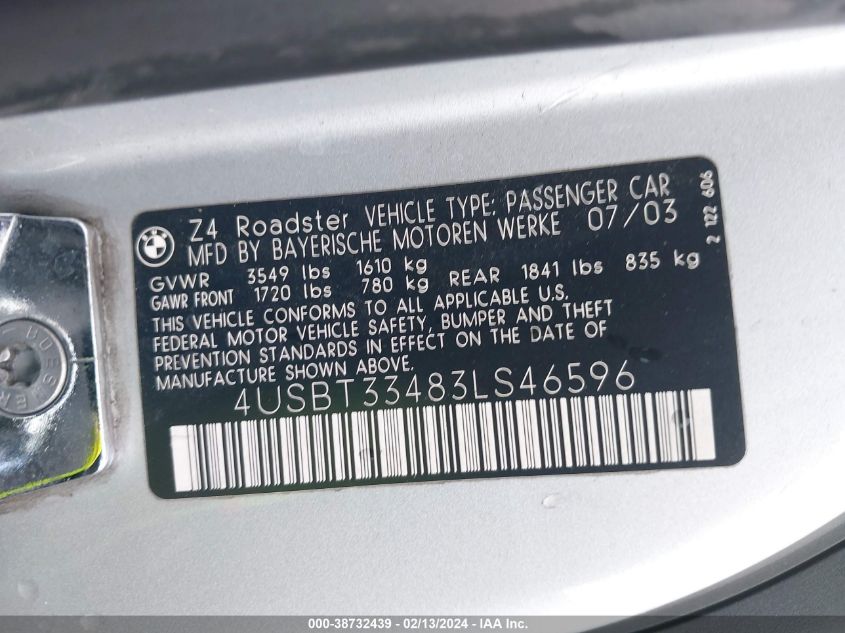 Z4 Roadster VEHICLE TYPE: PASSENGER CAR
MFD BY BAYERISCHE MOTOREN WERKE 07/03
GVWR 3549 lbs 1610 kg
GAWR FRONT 1720 lbs 780 kg REAR 1841 lbs 835 kg
THIS VEHICLE CONFORMS TO ALL APPLICABLE U.S.
FEDERAL MOTOR VEHICLE SAFETY, BUMPER AND THEFT
PREVENTION STANDARDS IN EFFECT ON THE DATE OF
MANUFACTURE SHOWN ABOVE.
4USBT33483LS46596
2 122 606
000-38732439 - 02/13/2024 - IAA Inc.